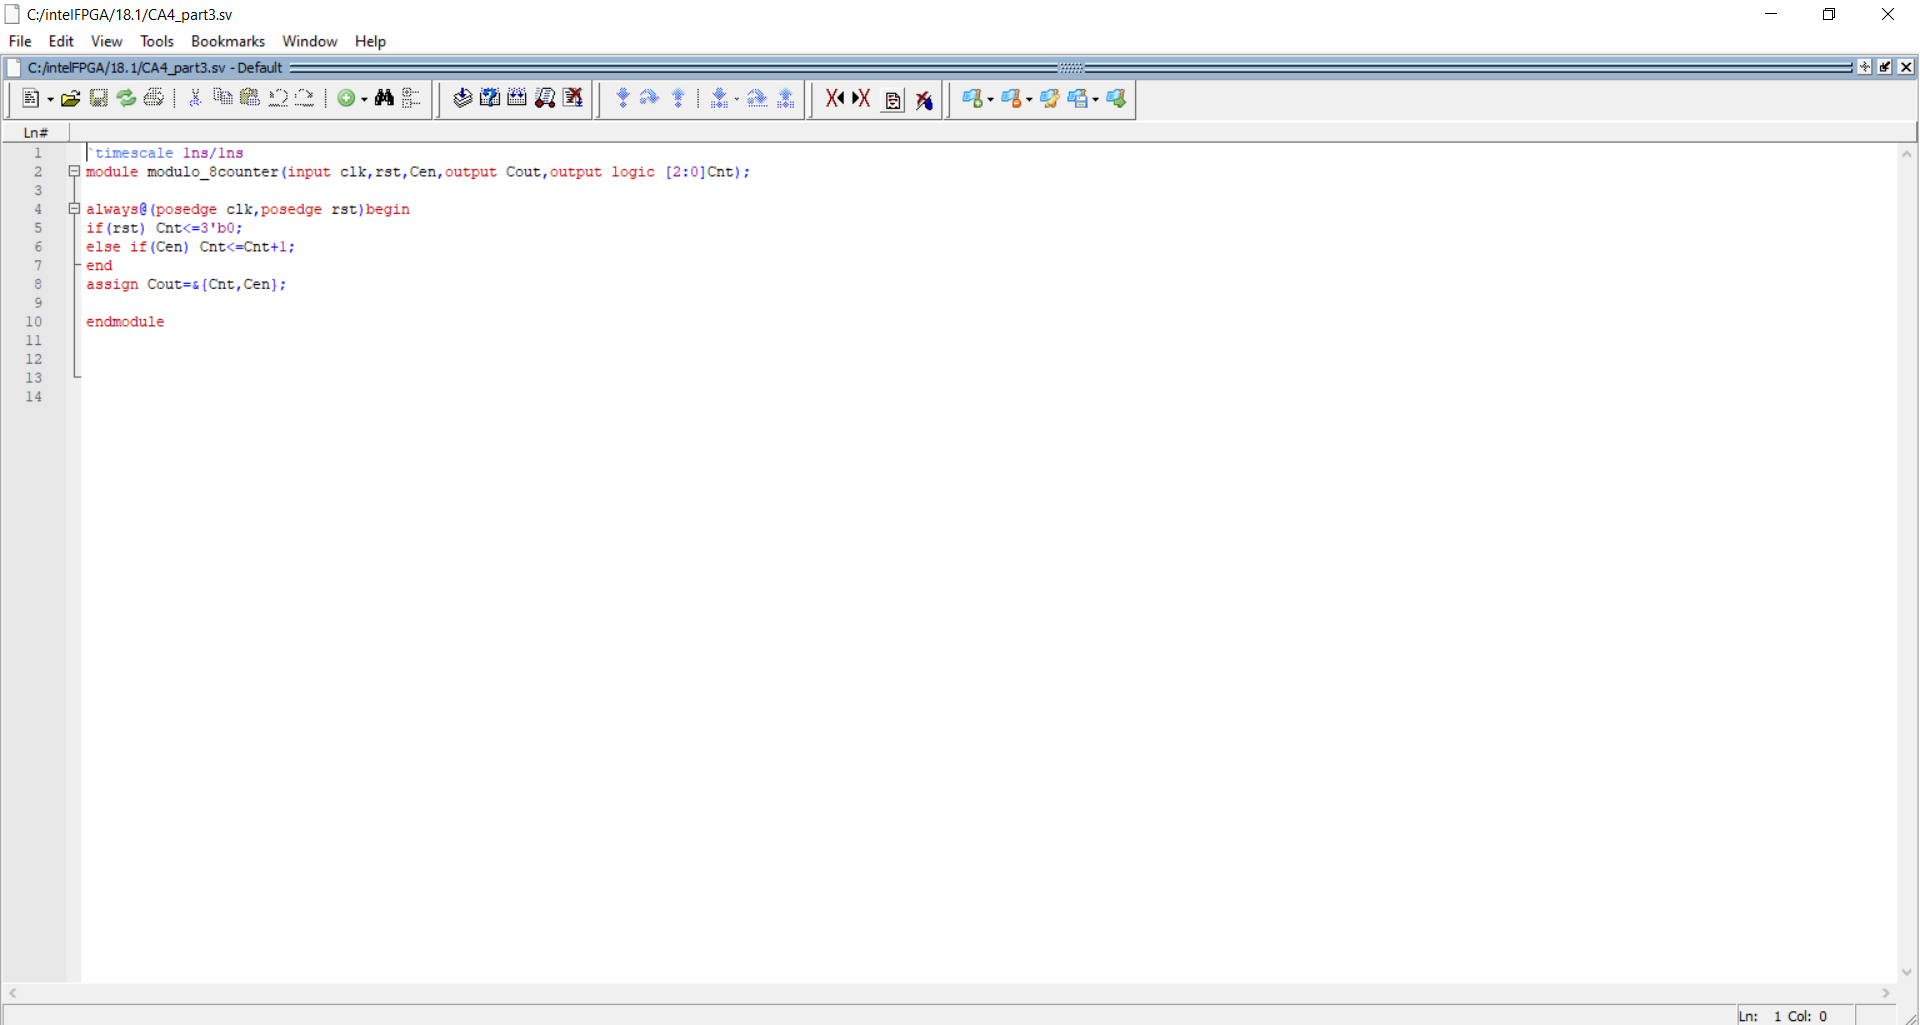 C:/intelFPGA/18.1/CA4_part3.sv
File Edit View Tools Bookmarks Window Help
C:/intelFPGA/18.1/CA4_part3.sv - Default
Ln#
1 `timescale 1ns/1ns
2 module modulo_8counter(input clk,rst,Cen,output Cout,output logic [2:0]Cnt);
3
4 always@(posedge clk,posedge rst)begin
5 if(rst) Cnt<=3'b0;
6 else if(Cen) Cnt<=Cnt+1;
7 end
8 assign Cout=&{Cnt,Cen};
9
10 endmodule
11
12
13
14
Ln: 1 Col: 0